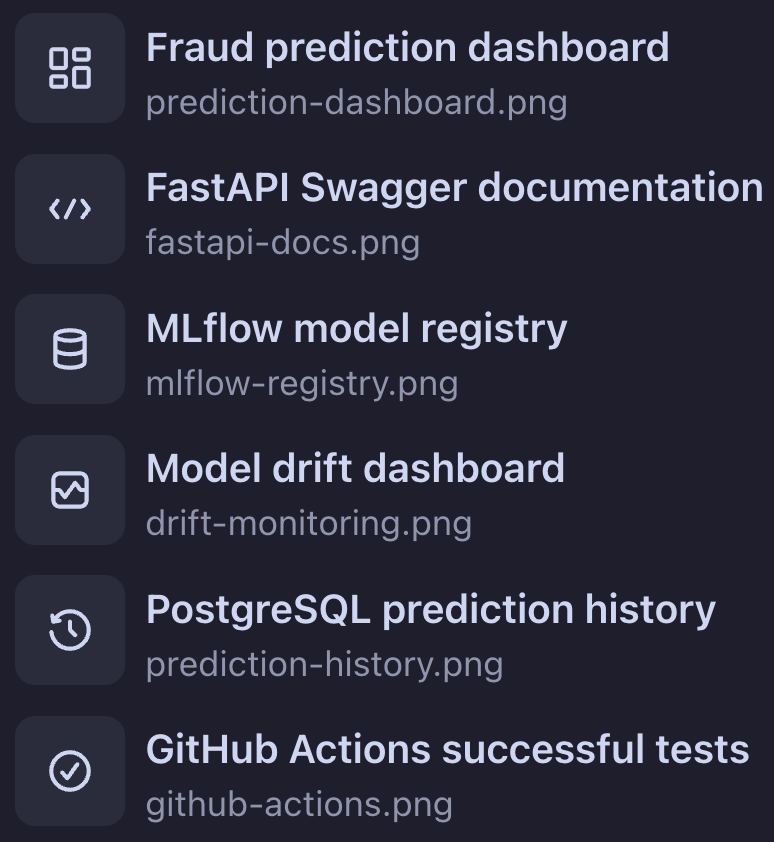 Fraud prediction dashboard
prediction-dashboard.png
FastAPI Swagger documentation
fastapi-docs.png
MLflow model registry
mlflow-registry.png
Model drift dashboard
drift-monitoring.png
PostgreSQL prediction history
prediction-history.png
GitHub Actions successful tests
github-actions.png